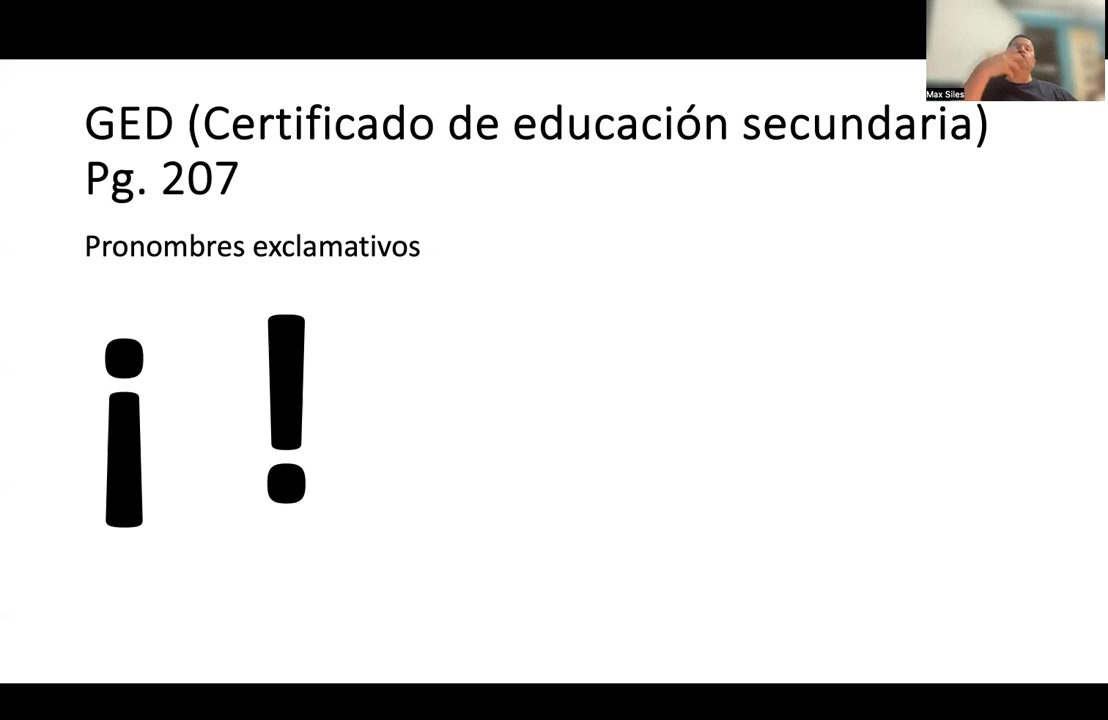 Max Siles
GED (Certificado de educación secundaria)
Pg. 207
Pronombres exclamativos
¡ !